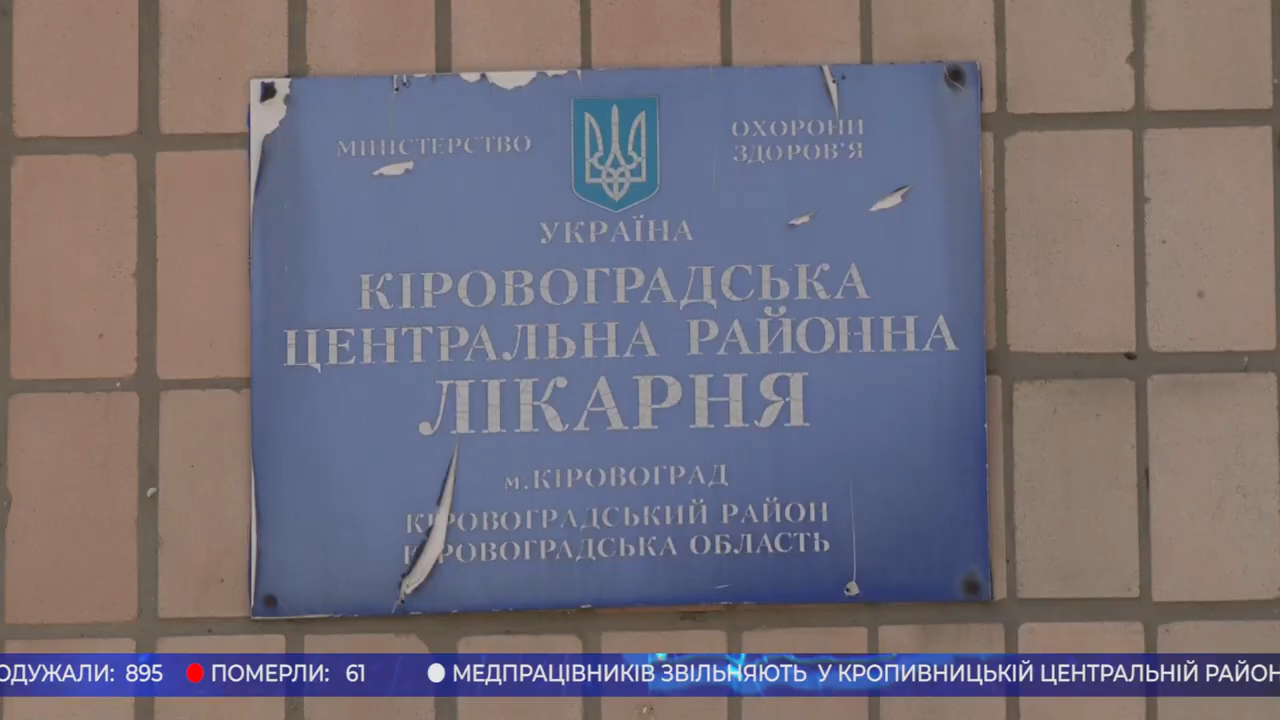 МІНІСТЕРСТВО
ОХОРОНИ
ЗДОРОВ'Я
УКРАЇНА
КІРОВОГРАДСЬКА
ЦЕНТРАЛЬНА РАЙОННА
ЛІКАРНЯ
м.КІРОВОГРАД
КІРОВОГРАДСЬКИЙ РАЙОН
КІРОВОГРАДСЬКА ОБЛАСТЬ
ОДУЖАЛИ: 895 ПОМЕРЛИ: 61 МЕДПРАЦІВНИКІВ ЗВІЛЬНЯЮТЬ У КРОПИВНИЦЬКІЙ ЦЕНТРАЛЬНІЙ РАЙОН